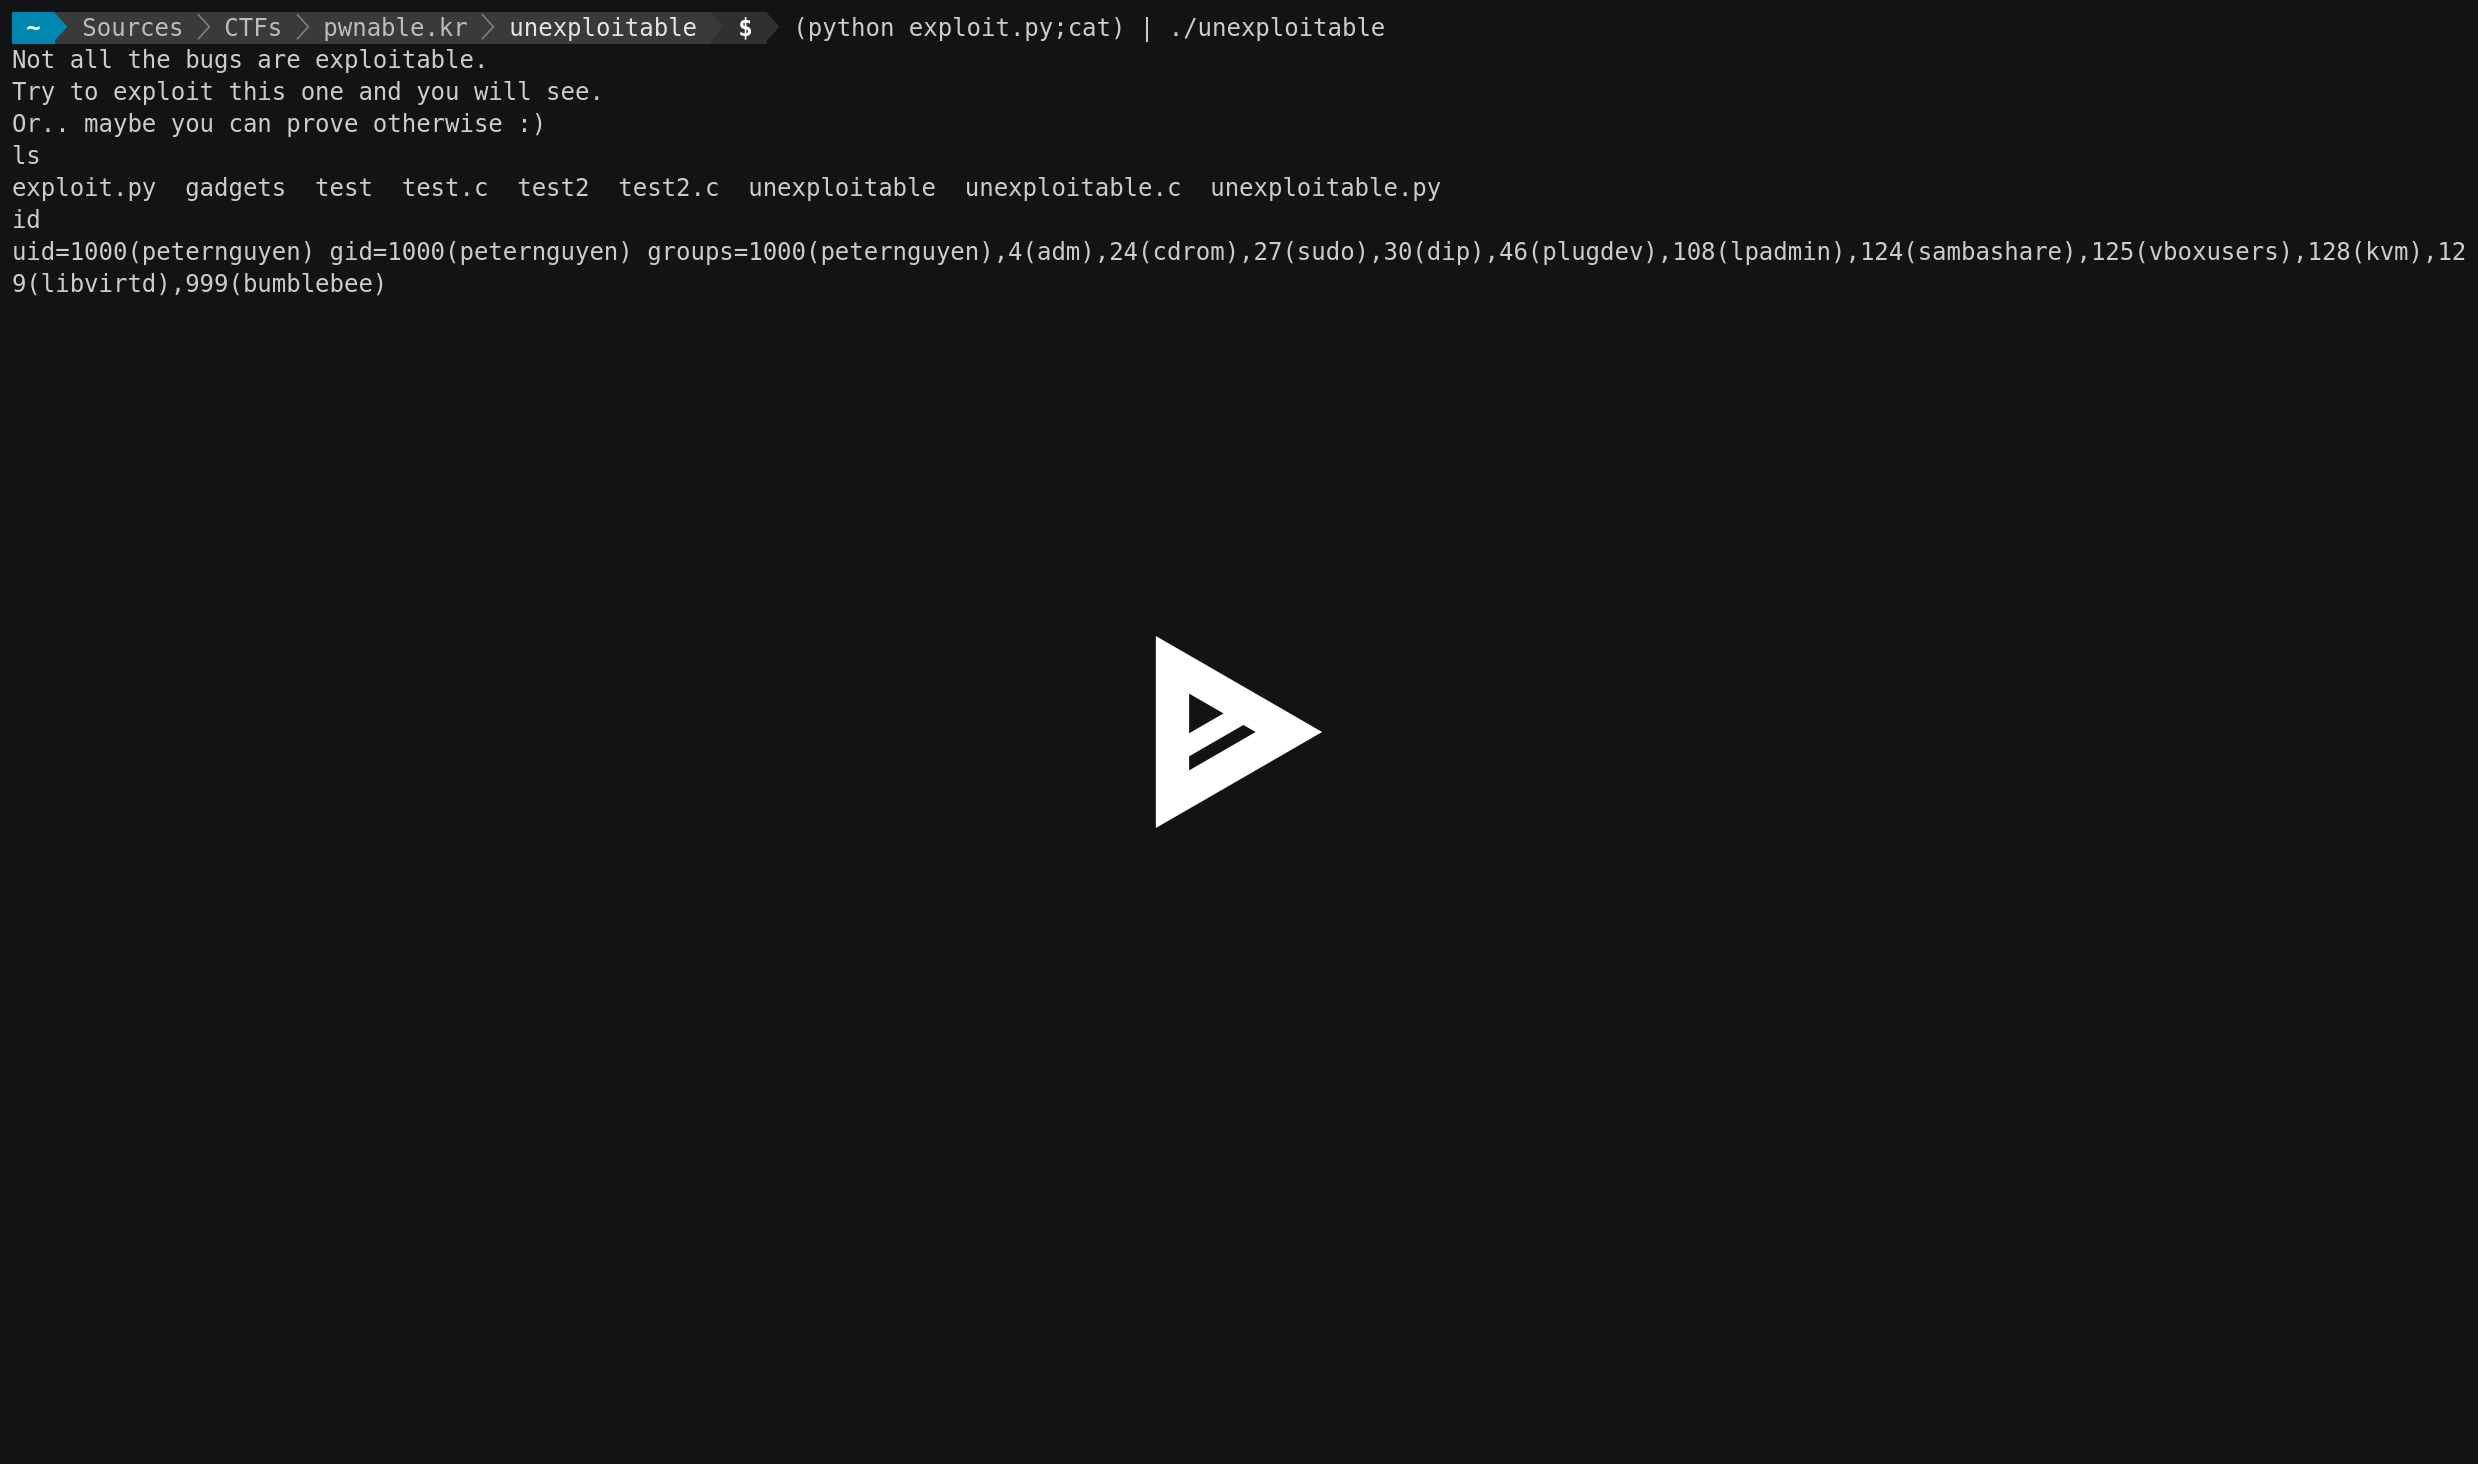 ~ Sources CTFs pwnable.kr unexploitable $ (python exploit.py;cat) | ./unexploitable
Not all the bugs are exploitable.
Try to exploit this one and you will see.
Or.. maybe you can prove otherwise :)
ls
exploit.py  gadgets  test  test.c  test2  test2.c  unexploitable  unexploitable.c  unexploitable.py
id
uid=1000(peternguyen) gid=1000(peternguyen) groups=1000(peternguyen),4(adm),24(cdrom),27(sudo),30(dip),46(plugdev),108(lpadmin),124(sambashare),125(vboxusers),128(kvm),12
9(libvirtd),999(bumblebee)